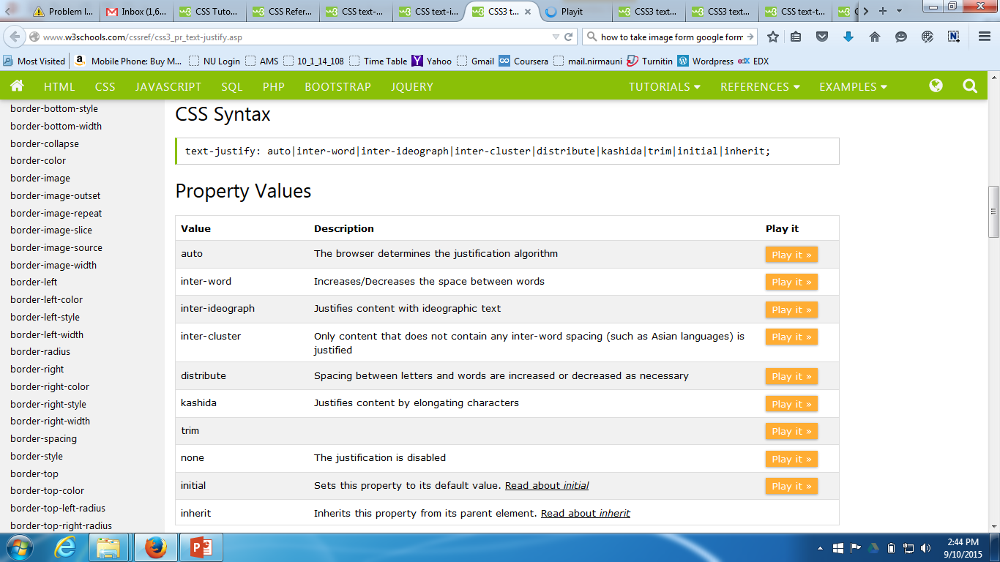 Problem l
Inbox (1,6...
CSS Tuto...
CSS Refer...
CSS text-...
CSS text-i...
CSS3 t...
Playit
CSS3 text...
CSS3 text...
CSS text-t...
www.w3schools.com/cssref/css3_pr_text-justify.asp
how to take image form google form
Most Visited
Mobile Phone: Buy M...
NU Login
AMS
10_1_14_108
Time Table
Yahoo
Gmail
Coursera
mail.nirmauni
Turnitin
Wordpress
edX EDX
HTML CSS JAVASCRIPT SQL PHP BOOTSTRAP JQUERY TUTORIALS REFERENCES EXAMPLES
border-bottom-style
border-bottom-width
border-collapse
border-color
border-image
border-image-outset
border-image-repeat
border-image-slice
border-image-source
border-image-width
border-left
border-left-color
border-left-style
border-left-width
border-radius
border-right
border-right-color
border-right-style
border-right-width
border-spacing
border-style
border-top
border-top-color
border-top-left-radius
border-top-right-radius
CSS Syntax
text-justify: auto|inter-word|inter-ideograph|inter-cluster|distribute|kashida|trim|initial|inherit;
Property Values
Value Description Play it
auto The browser determines the justification algorithm Play it »
inter-word Increases/Decreases the space between words Play it »
inter-ideograph Justifies content with ideographic text Play it »
inter-cluster Only content that does not contain any inter-word spacing (such as Asian languages) is Play it »
justified
distribute Spacing between letters and words are increased or decreased as necessary Play it »
kashida Justifies content by elongating characters Play it »
trim Play it »
none The justification is disabled Play it »
initial Sets this property to its default value. Read about initial Play it »
inherit Inherits this property from its parent element. Read about inherit
2:44 PM
9/10/2015